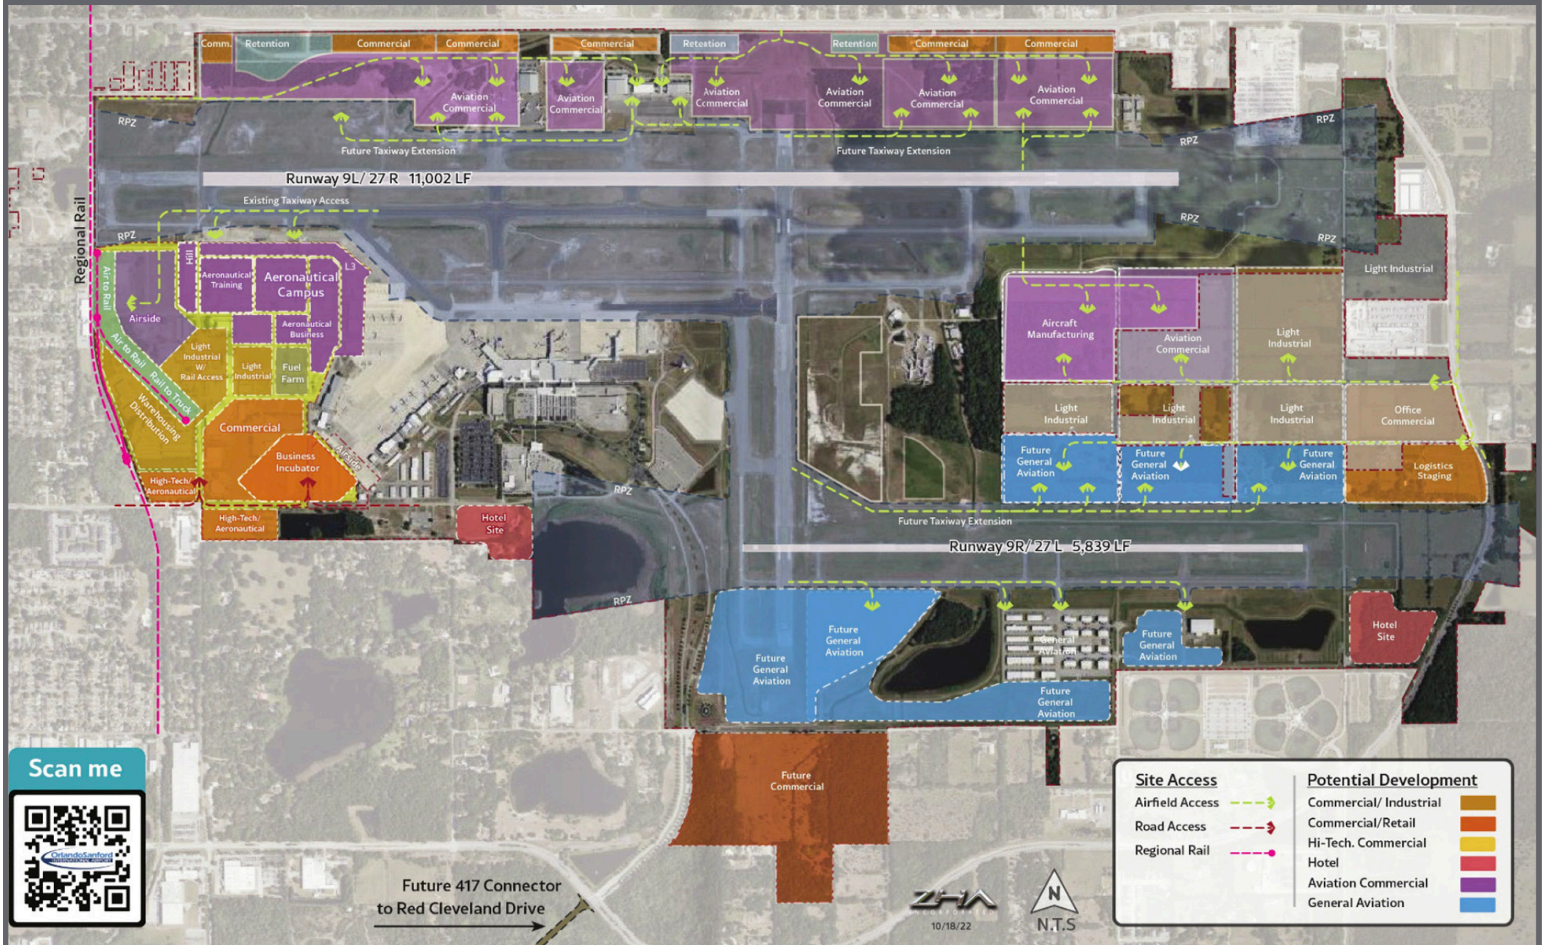 Comm.
Retention
Commercial
Commercial
Commercial
Retention
Retention
Commercial
Commercial
Aviation
Commercial
Aviation
Commercial
Aviation
Commercial
Aviation
Commercial
Aviation
Commercial
Aviation
Commercial
RPZ
RPZ
RPZ
Future Taxiway Extension
Future Taxiway Extension
Runway 9L/ 27 R 11,002 LF
Existing Taxiway Access
RPZ
RPZ
RPZ
Regional Rail
Air to Rail
Hill
Aeronautical
Training
Aeronautical
Campus
L3
Airside
Aeronautical
Business
Air to Rail
Rail to Truck
Light
Industrial
W/
Rail Access
Light
Industrial
Fuel
Farm
Warehousing
Distribution
Commercial
Business
Incubator
Airside
High-Tech/
Aeronautical
High-Tech/
Aeronautical
Hotel
Site
Light Industrial
Aircraft
Manufacturing
Aviation
Commercial
Light
Industrial
Light
Industrial
Light
Industrial
Light
Industrial
Office
Commercial
Future
General
Aviation
Future
General
Aviation
Future
General
Aviation
Logistics
Staging
RPZ
Future Taxiway Extension
Runway 9R/ 27 L 5,839 LF
RPZ
Future
General
Aviation
Future
General
Aviation
General
Aviation
Future
General
Aviation
Hotel
Site
Future
General
Aviation
Future
Commercial
Scan me
OrlandoSanford
INTERNATIONAL AIRPORT
Future 417 Connector
to Red Cleveland Drive
ZHA
INCORPORATED
10/18/22
N
N.T.S
Site Access
Airfield Access
Road Access
Regional Rail
Potential Development
Commercial/ Industrial
Commercial/Retail
Hi-Tech. Commercial
Hotel
Aviation Commercial
General Aviation